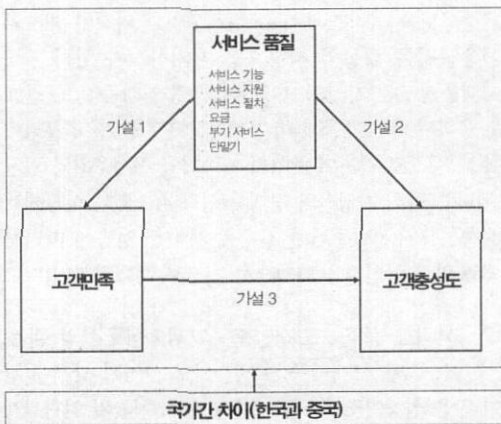 서비스 품질
서비스 기능
서비스 지원
서비스 절차
요금
부가 서비스
단말기
가설 1
가설 2
고객만족
고객충성도
가설 3
국가간 차이(한국과 중국)